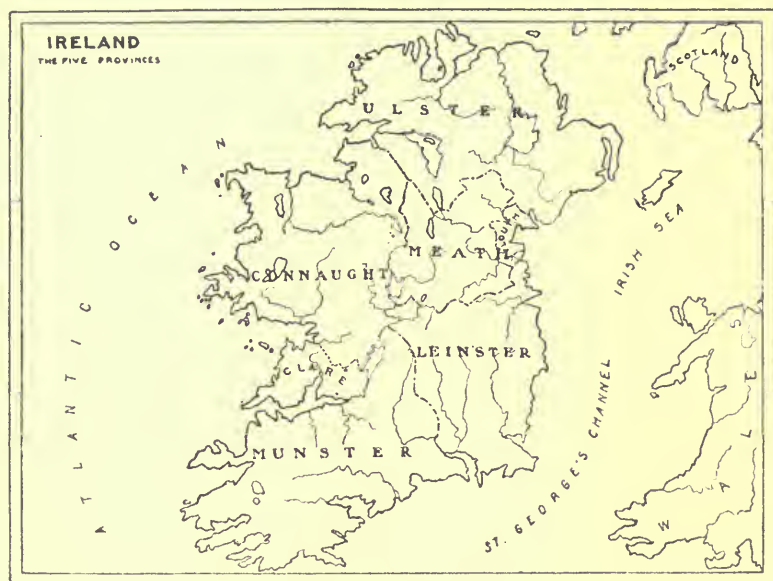 IRELAND
THE FIVE PROVINCES
SCOTLAND
ULSTER
ATLANTIC OCEAN
LOUTH
MEATH
IRISH SEA
CONNAUGHT
LEINSTER
CLARE
WALES
MUNSTER
ST. GEORGE'S CHANNEL